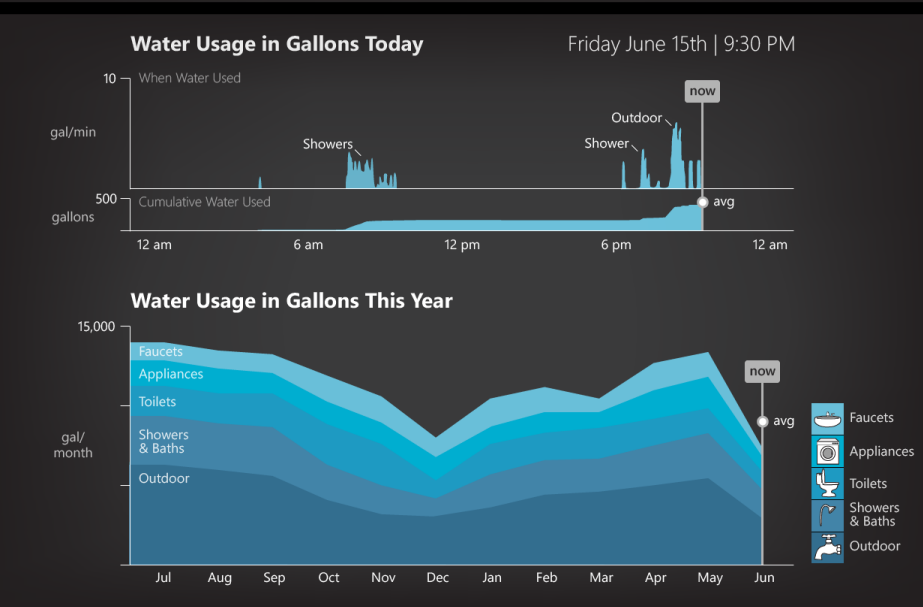 Water Usage in Gallons Today
Friday June 15th | 9:30 PM
10
When Water Used
now
gal/min
Outdoor
Showers
Shower
500
Cumulative Water Used
avg
gallons
12 am
6 am
12 pm
6 pm
12 am
Water Usage in Gallons This Year
15,000
Faucets
Appliances
Toilets
Showers
& Baths
Outdoor
gal/
month
now
avg
Faucets
Appliances
Toilets
Showers
& Baths
Outdoor
Jul
Aug
Sep
Oct
Nov
Dec
Jan
Feb
Mar
Apr
May
Jun